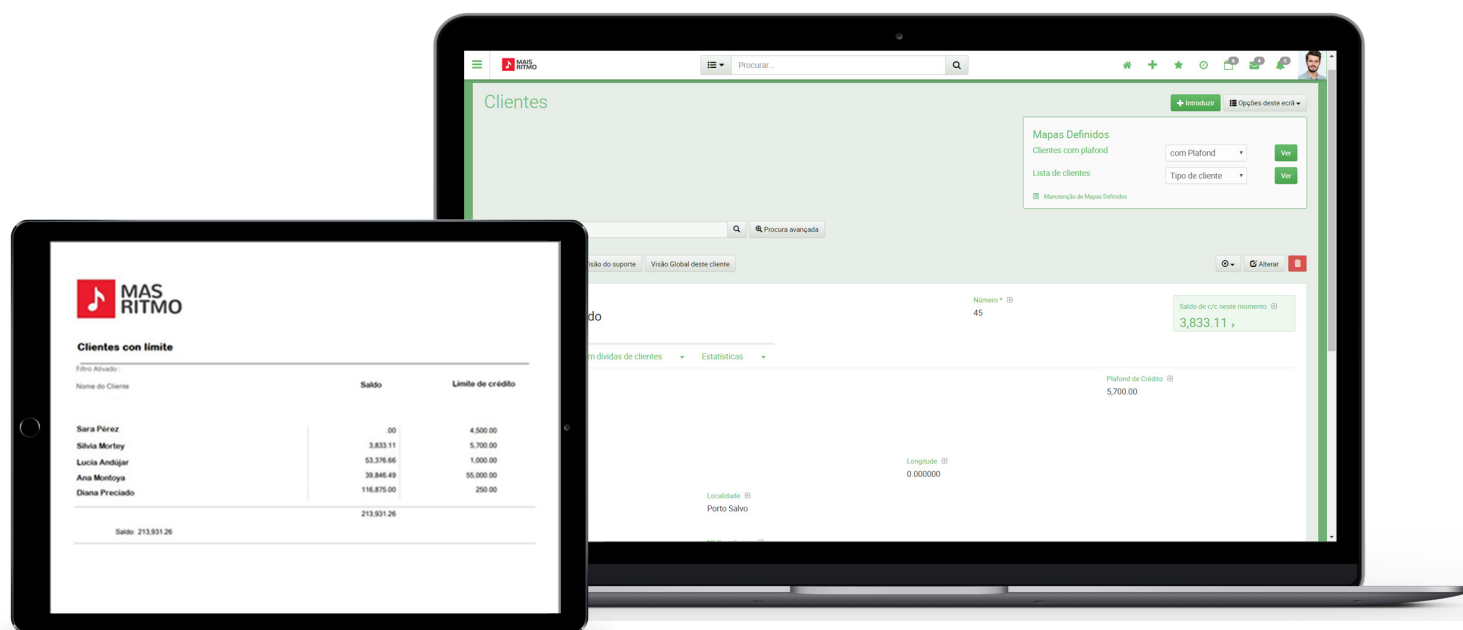 MAIS
RITMO
Procurar...
6
4
5
Clientes
Introduzir
Opções deste ecrã
Mapas Definidos
Clientes com plafond
com Plafond
Ver
Lista de clientes
Tipo de cliente
Ver
Manutenção de Mapas Definidos
Procura avançada
isão do suporte
Visão Global deste cliente
Alterar
do
Número *
45
Saldo de c/c neste momento
3,833.11
m dívidas de clientes
Estatísticas
Plafond de Crédito
5,700.00
Longitude
0.000000
Localidade
Porto Salvo
MAS
RITMO
Clientes con límite
Filtro Ativado :
Nome do Cliente Saldo Límite de crédito
Sara Pérez .00 4,500.00
Silvia Mortey 3,833.11 5,700.00
Lucía Andújar 53,376.66 1,000.00
Ana Montoya 39,846.49 55,000.00
Diana Preciado 116,875.00 250.00
213,931.26
Saldo: 213,931.26